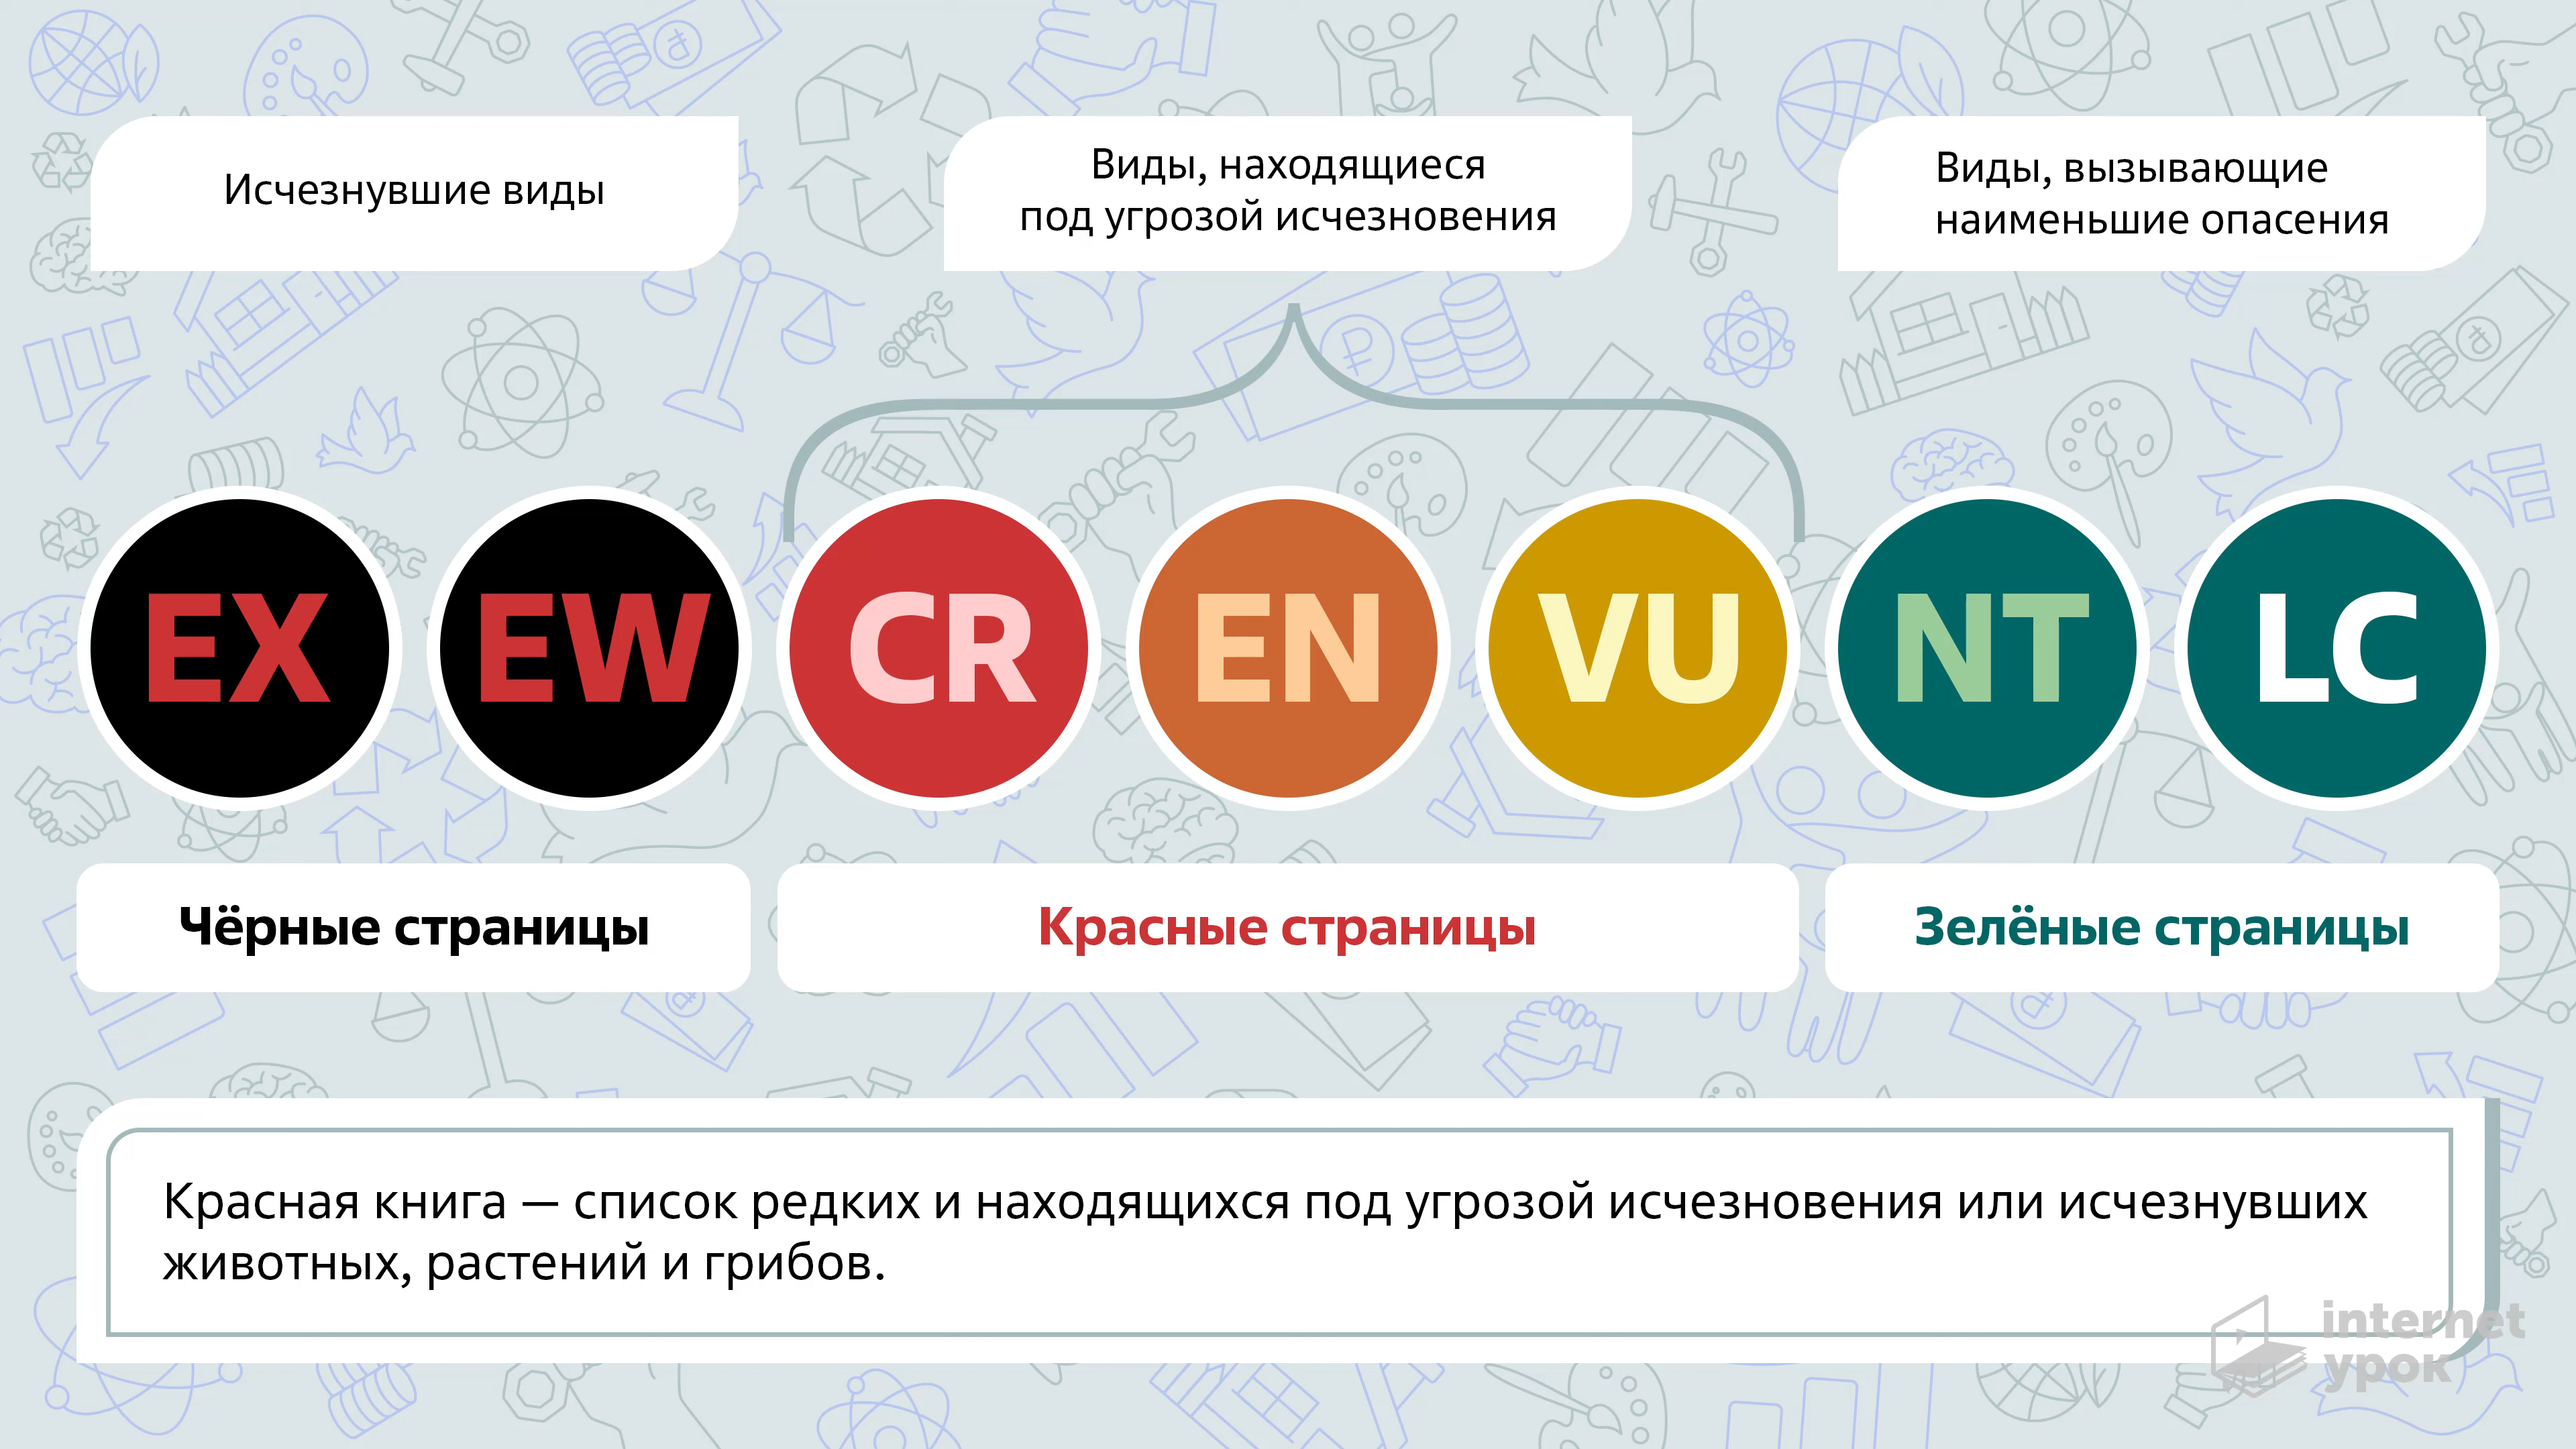 Исчезнувшие виды
Виды, находящиеся
под угрозой исчезновения
Виды, вызывающие
наименьшие опасения
EX
EW
CR
EN
VU
NT
LC
Чёрные страницы
Красные страницы
Зелёные страницы
Красная книга — список редких и находящихся под угрозой исчезновения или исчезнувших
животных, растений и грибов.
internet
урок